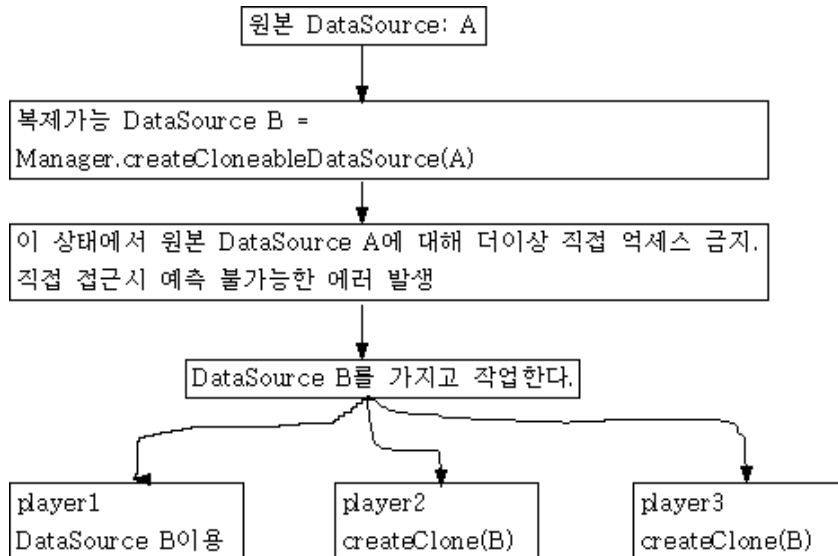 원본 DataSource: A
복제가능 DataSource B =
Manager.createCloneableDataSource(A)
이 상태에서 원본 DataSource A에 대해 더이상 직접 억세스 금지.
직접 접근시 예측 불가능한 에러 발생
DataSource B를 가지고 작업한다.
player1
DataSource B이용
player2
createClone(B)
player3
createClone(B)